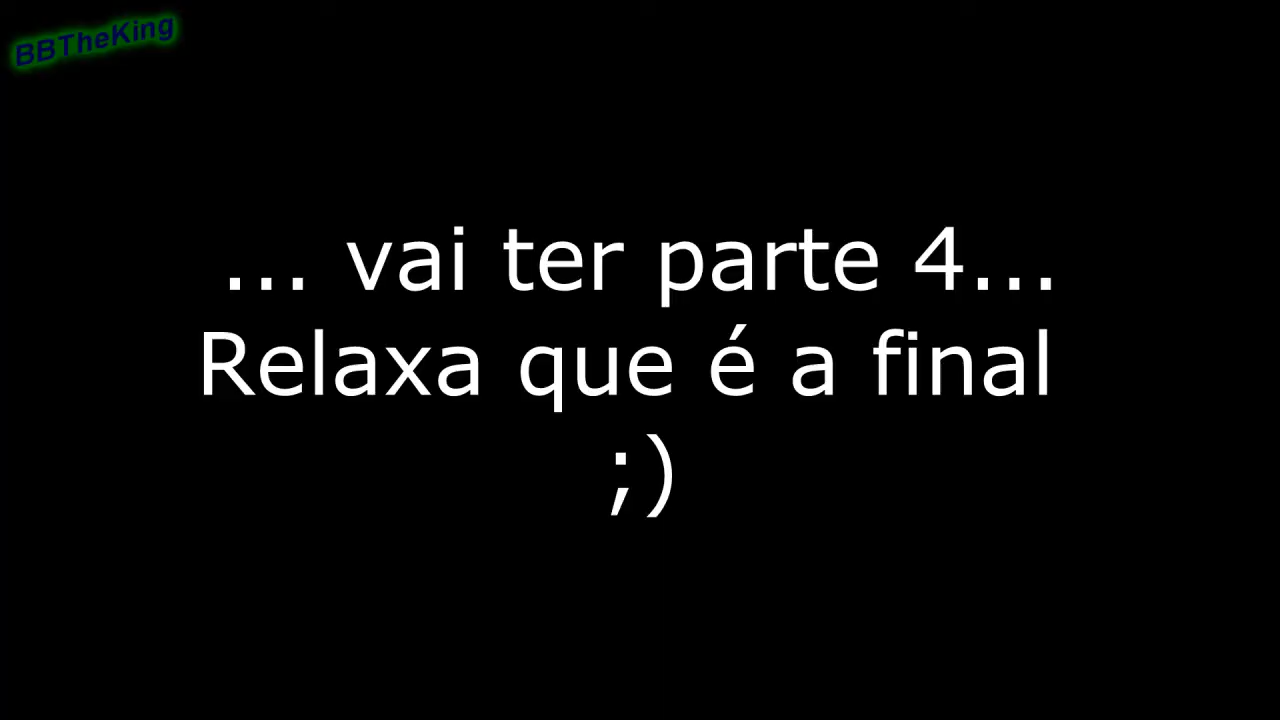 BBTheKing
... vai ter parte 4...
Relaxa que é a final
;)